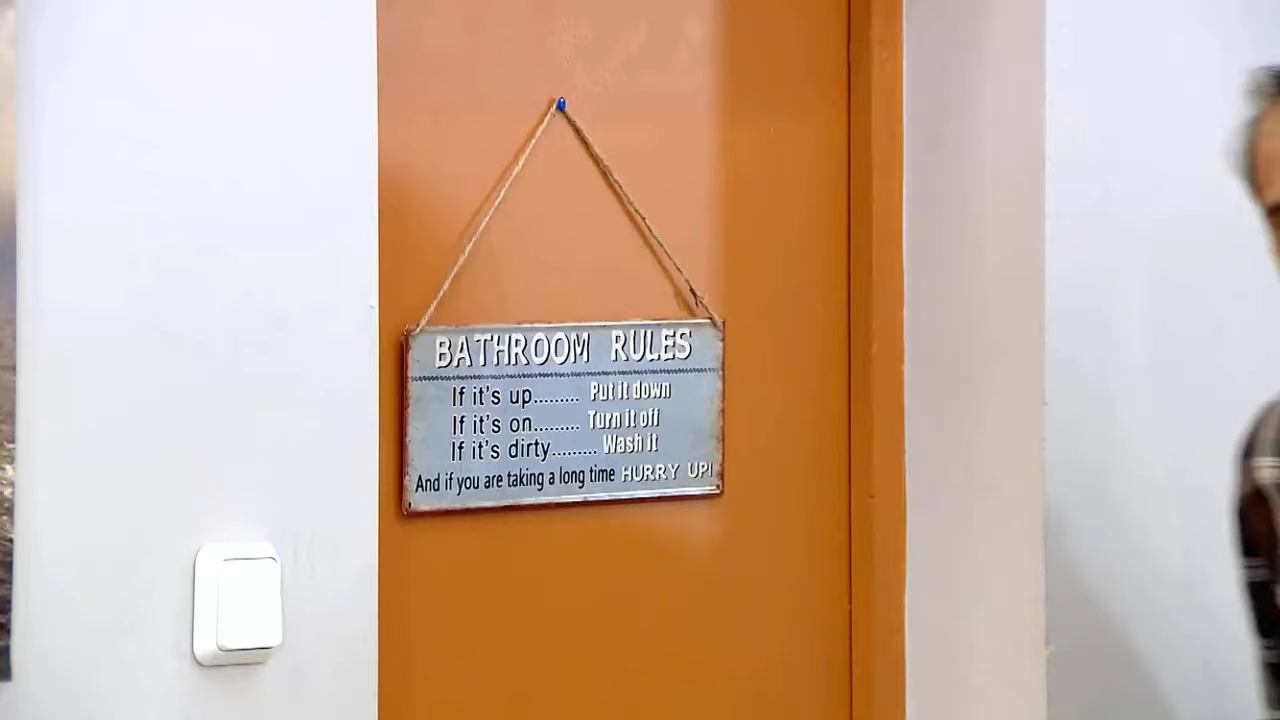 BATHROOM RULES
If it's up......... Put it down
If it's on......... Turn it off
If it's dirty......... Wash it
And if you are taking a long time HURRY UP!